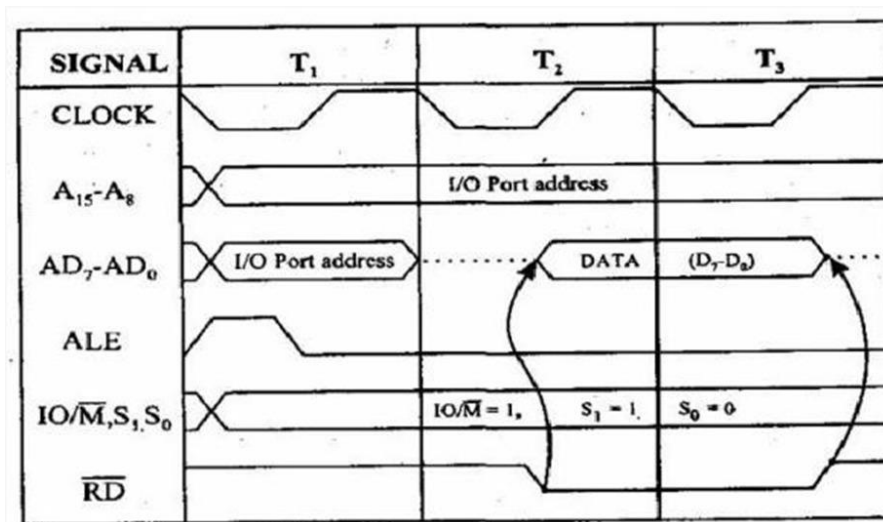 SIGNAL T₁ T₂ T₃
CLOCK
A₁₅-A₈ I/O Port address
AD₇-AD₀ I/O Port address DATA (D₇-D₀)
ALE
IO/M̅,S₁,S₀ IO/M̅ = 1, S₁ = 1 S₀ = 0
R̅D̅